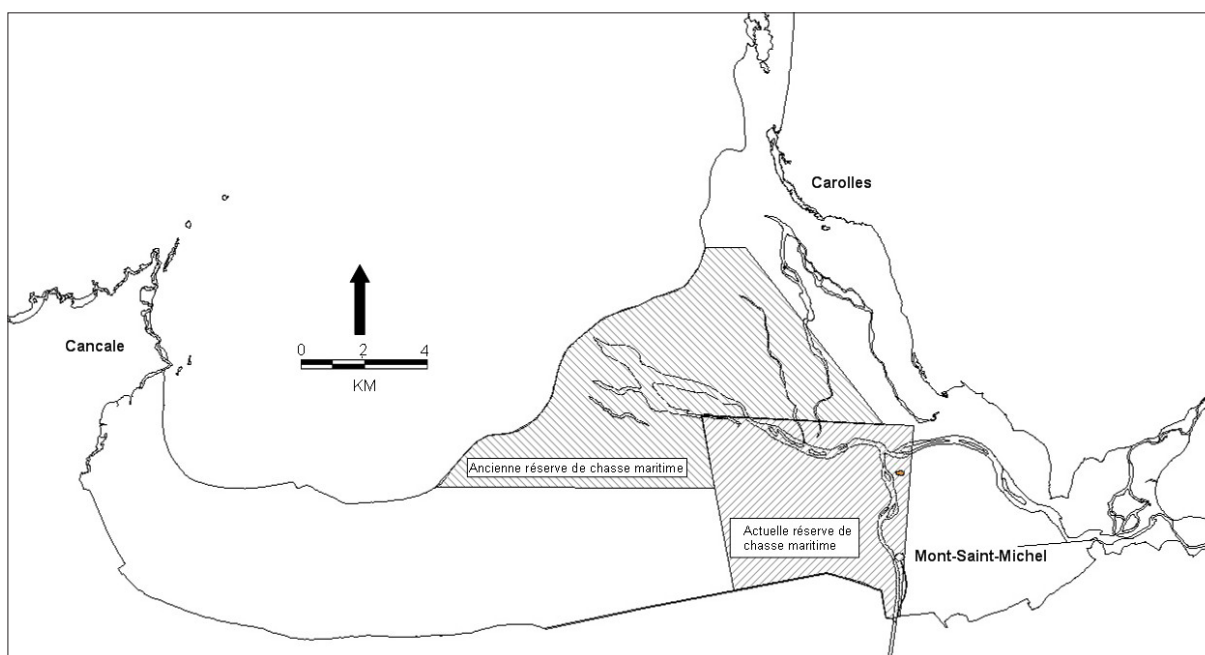 Carolles
Cancale
0 2 4
KM
Ancienne réserve de chasse maritime
Actuelle réserve de
chasse maritime
Mont-Saint-Michel